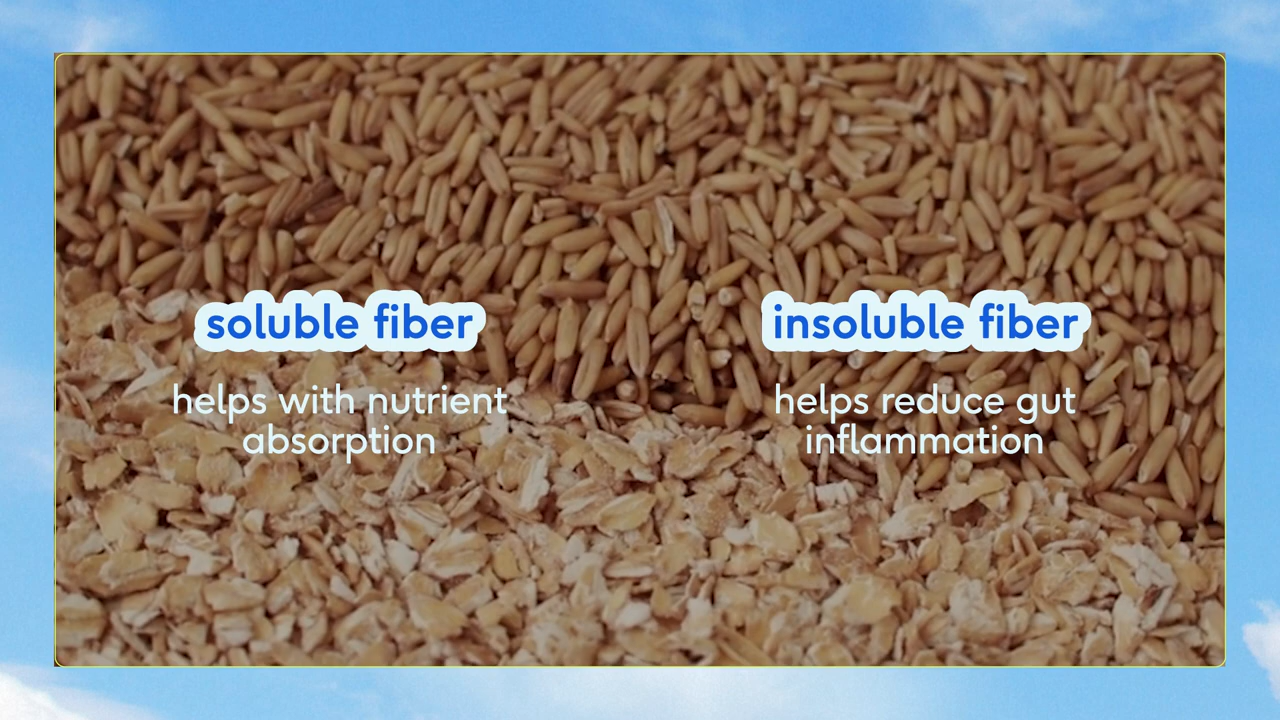 soluble fiber
helps with nutrient
absorption
insoluble fiber
helps reduce gut
inflammation